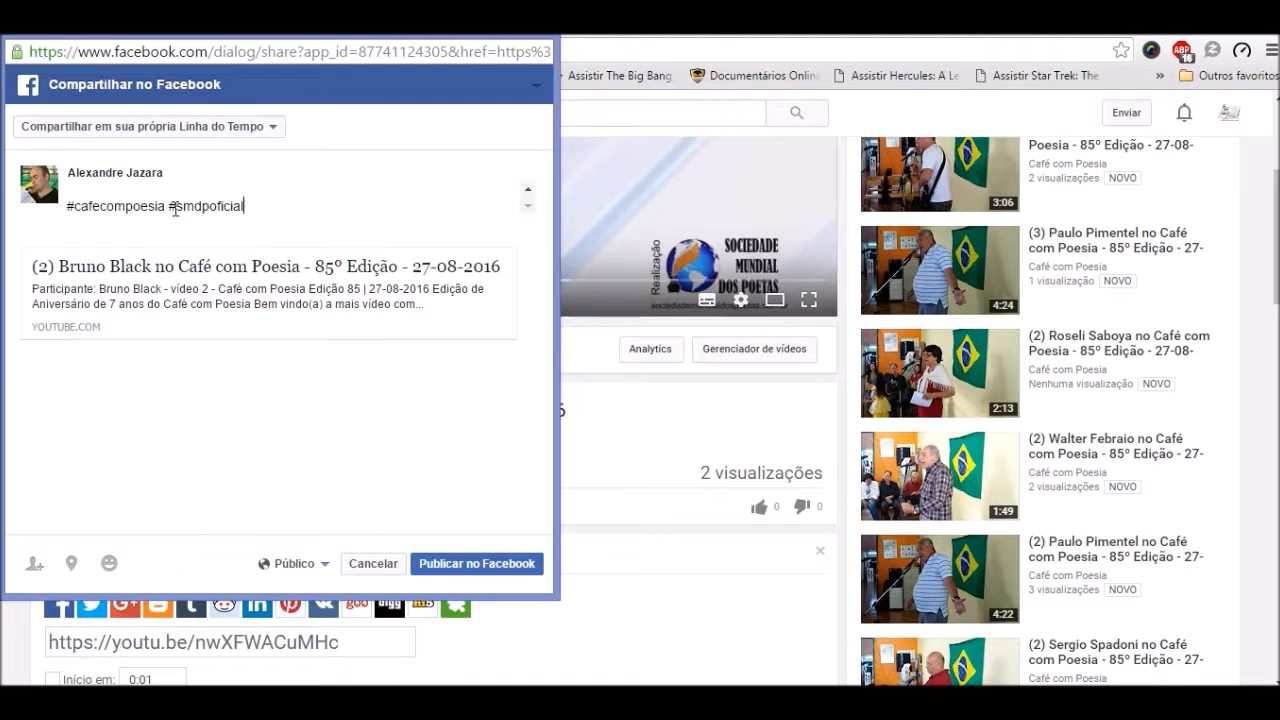 https://www.facebook.com/dialog/share?app_id=87741124305&href=https%3
Compartilhar no Facebook
Compartilhar em sua própria Linha do Tempo
Alexandre Jazara
#cafecompoesia #smdpoficial
(2) Bruno Black no Café com Poesia - 85º Edição - 27-08-2016
Participante: Bruno Black - vídeo 2 - Café com Poesia Edição 85 | 27-08-2016 Edição de
Aniversário de 7 anos do Café com Poesia Bem vindo(a) a mais vídeo com...
YOUTUBE.COM
Público
Cancelar
Publicar no Facebook
https://youtu.be/nwXFWACuMHc
Início em:
0:01
ABP
16
Assistir The Big Bang
Documentários Onlin
Assistir Hercules: A Le
Assistir Star Trek: The
»
Outros favoritos
Enviar
Realização
SOCIEDADE
MUNDIAL
DOS POETAS
Analytics
Gerenciador de vídeos
6
2 visualizações
0
0
Poesia - 85º Edição - 27-08-
Café com Poesia
2 visualizações NOVO
3:06
(3) Paulo Pimentel no Café
com Poesia - 85º Edição - 27-
Café com Poesia
1 visualização NOVO
4:24
(2) Roseli Saboya no Café com
Poesia - 85º Edição - 27-08-
Café com Poesia
Nenhuma visualização NOVO
2:13
(2) Walter Febraio no Café
com Poesia - 85º Edição - 27-
Café com Poesia
2 visualizações NOVO
1:49
(2) Paulo Pimentel no Café
com Poesia - 85º Edição - 27-
Café com Poesia
3 visualizações NOVO
4:22
(2) Sergio Spadoni no Café
com Poesia - 85º Edição - 27-